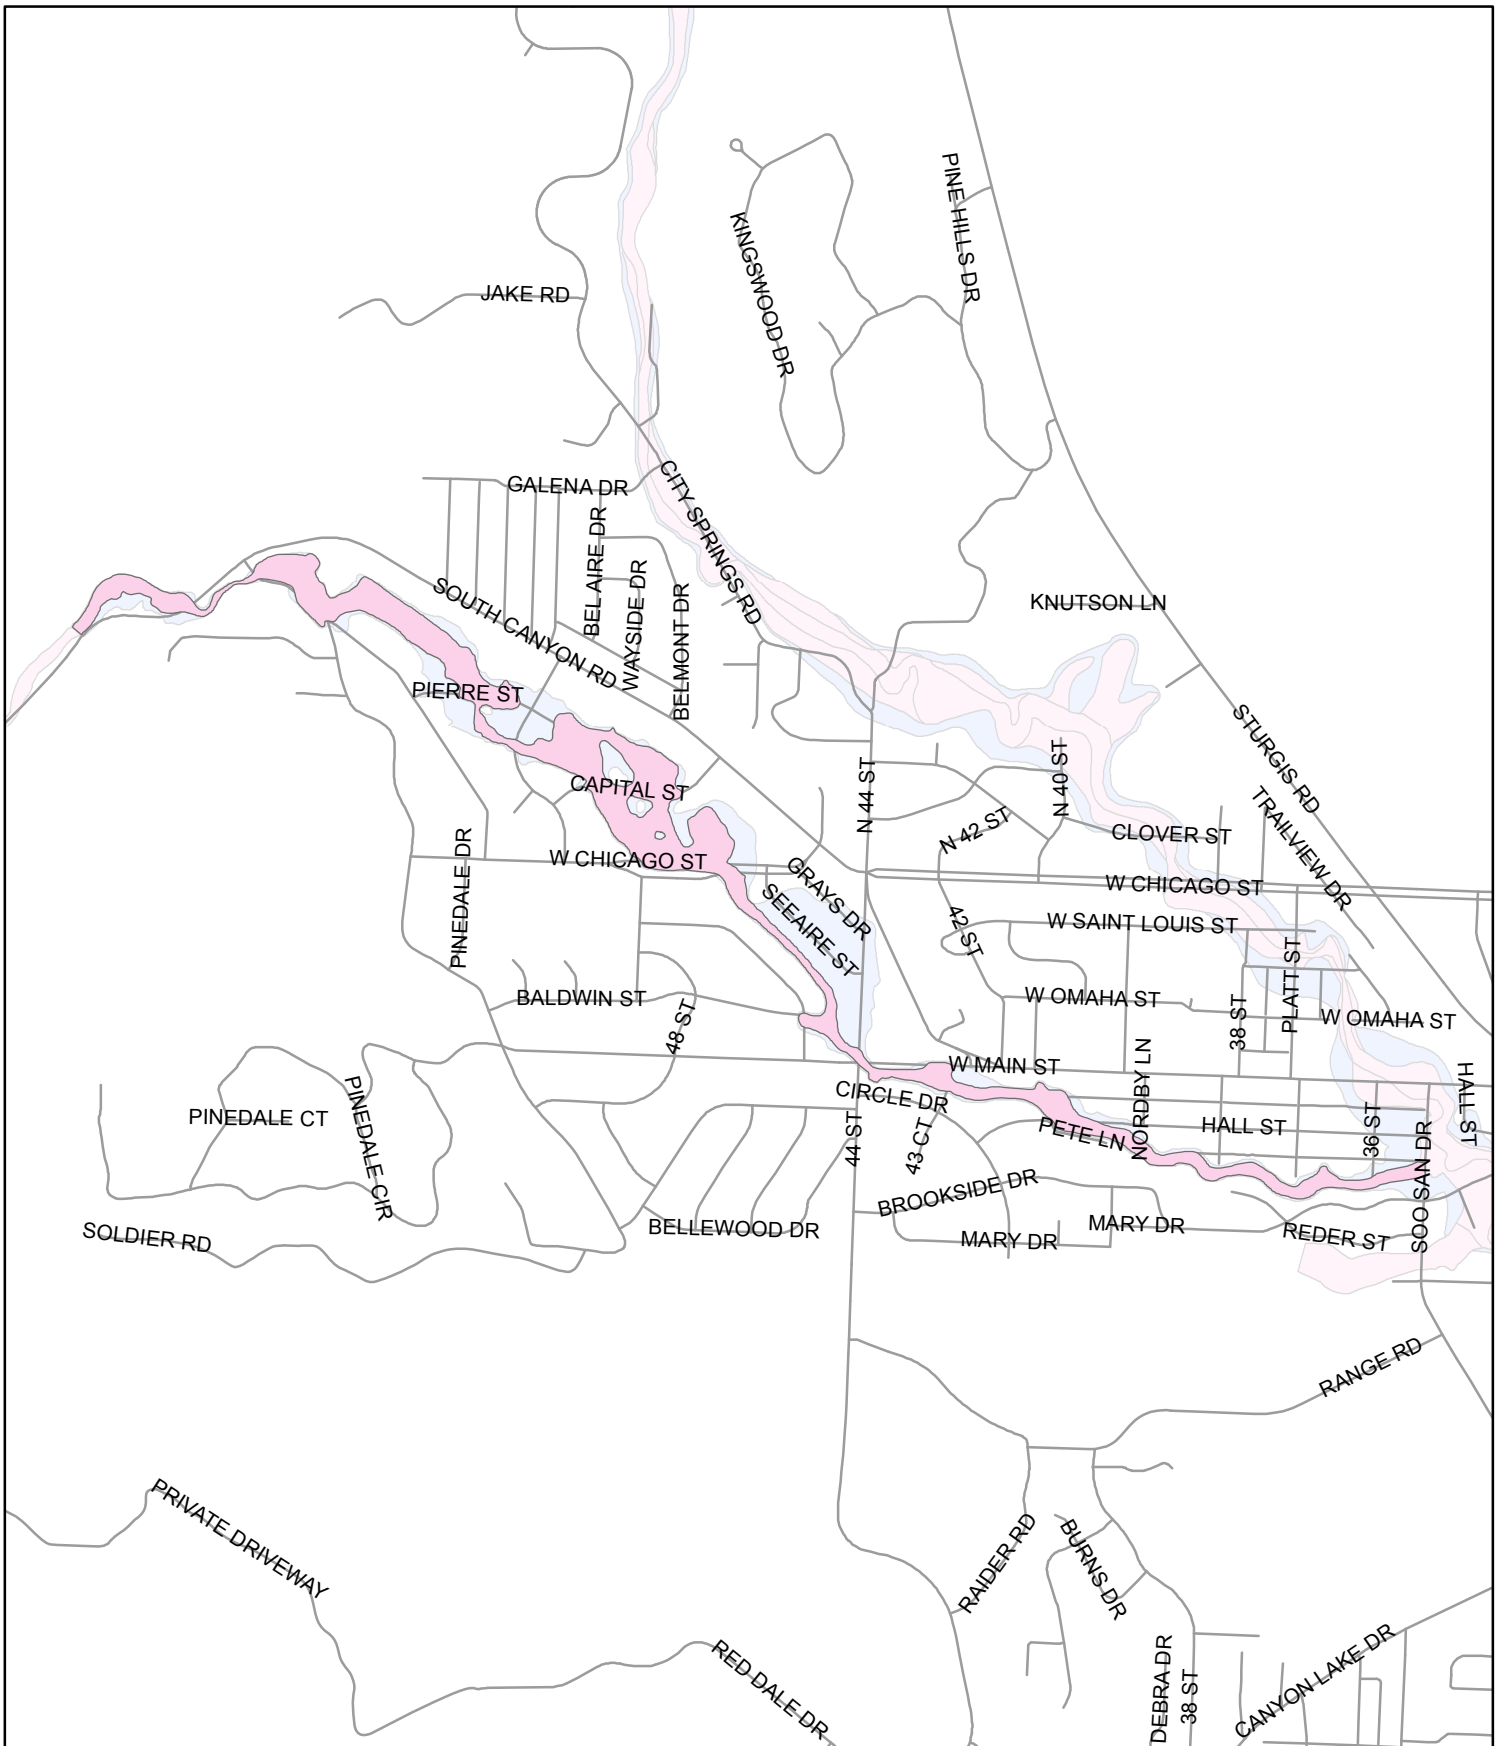 PINE HILLS DR
KINGSWOOD DR
JAKE RD
GALENA DR
CITY SPRINGS RD
BEL AIRE DR
WAYSIDE DR
BELMONT DR
SOUTH CANYON RD
KNUTSON LN
PIERRE ST
STURGIS RD
N 44 ST
N 40 ST
CAPITAL ST
TRAILVIEW DR
N 42 ST
CLOVER ST
PINEDALE DR
W CHICAGO ST
GRAYS DR
W CHICAGO ST
SEEAIRE ST
42 ST
W SAINT LOUIS ST
PLATT ST
BALDWIN ST
48 ST
W OMAHA ST
38 ST
W OMAHA ST
W MAIN ST
NORDBY LN
HALL ST
PINEDALE CT
PINEDALE CIR
CIRCLE DR
44 ST
43 CT
PETE LN
HALL ST
36 ST
SOO SAN DR
BROOKSIDE DR
SOLDIER RD
BELLEWOOD DR
MARY DR
MARY DR
REDER ST
RANGE RD
PRIVATE DRIVEWAY
RAIDER RD
BURNS DR
RED DALE DR
DEBRA DR
38 ST
CANYON LAKE DR